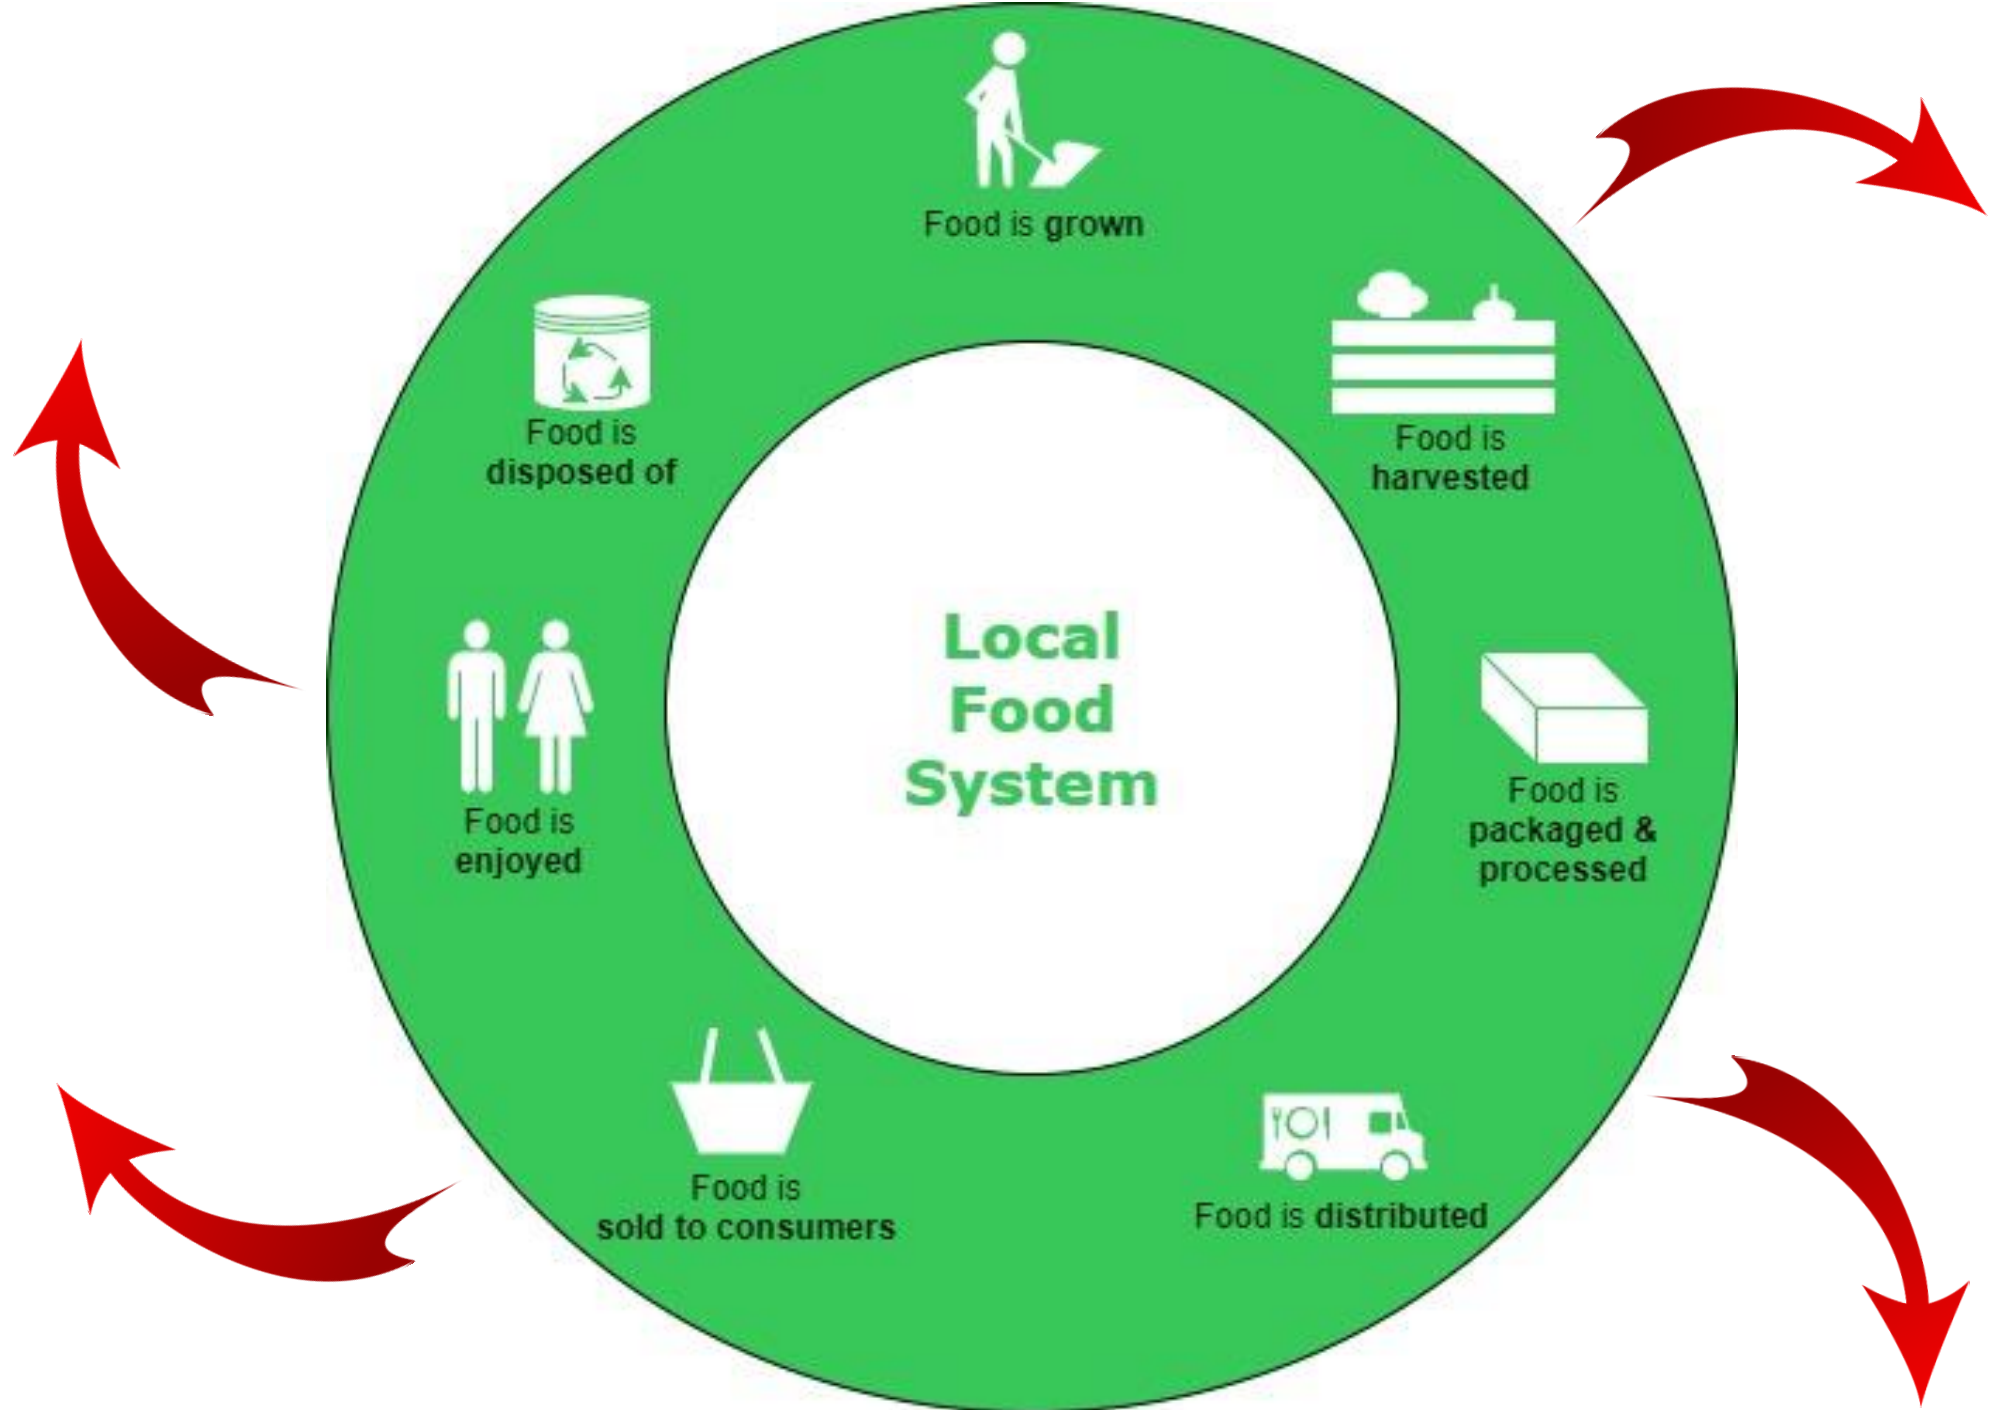 Food is grown
Food is
harvested
Food is
packaged &
processed
Food is distributed
Food is
sold to consumers
Food is
enjoyed
Food is
disposed of
Local
Food
System